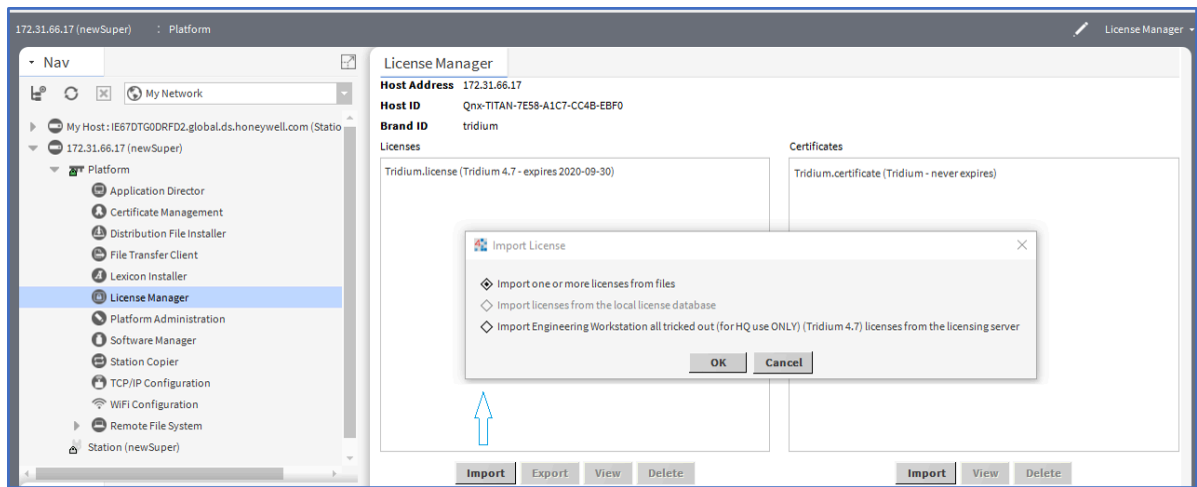 172.31.66.17 (newSuper) : Platform
License Manager
Nav
My Network
My Host : IE67DTG0DRFD2.global.ds.honeywell.com (Statio
172.31.66.17 (newSuper)
Platform
Application Director
Certificate Management
Distribution File Installer
File Transfer Client
Lexicon Installer
License Manager
Platform Administration
Software Manager
Station Copier
TCP/IP Configuration
WiFi Configuration
Remote File System
Station (newSuper)
License Manager
Host Address 172.31.66.17
Host ID Qnx-TITAN-7E58-A1C7-CC4B-EBF0
Brand ID tridium
Licenses
Tridium.license (Tridium 4.7 - expires 2020-09-30)
Certificates
Tridium.certificate (Tridium - never expires)
Import License
Import one or more licenses from files
Import licenses from the local license database
Import Engineering Workstation all tricked out (for HQ use ONLY) (Tridium 4.7) licenses from the licensing server
OK Cancel
Import Export View Delete
Import View Delete